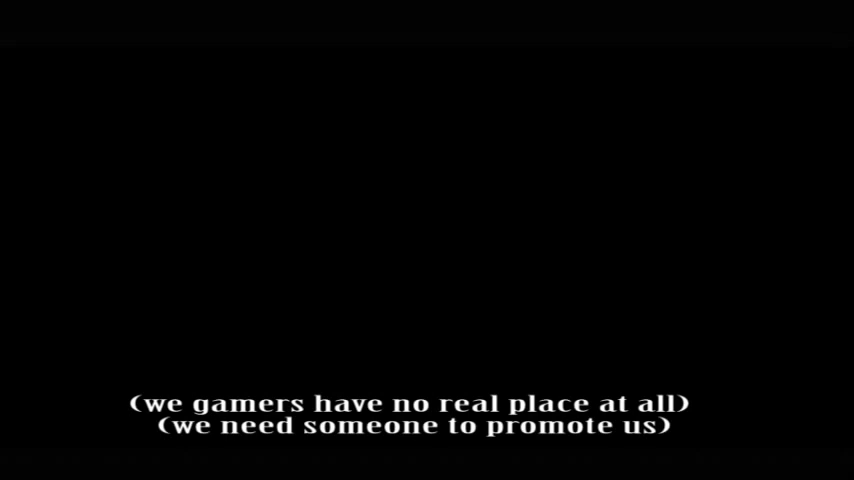 (we gamers have no real place at all)
(we need someone to promote us)